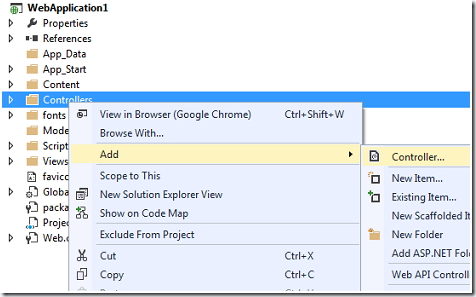 WebApplication1
Properties
References
App_Data
App_Start
Content
Controllers
fonts
Mode
Script
Views
favico
Globa
packa
Projec
Web.c
View in Browser (Google Chrome) Ctrl+Shift+W
Browse With...
Add
Scope to This
New Solution Explorer View
Show on Code Map
Exclude From Project
Cut Ctrl+X
Copy Ctrl+C
Controller...
New Item...
Existing Item...
New Scaffolded It
New Folder
Add ASP.NET Fol
Web API Controll